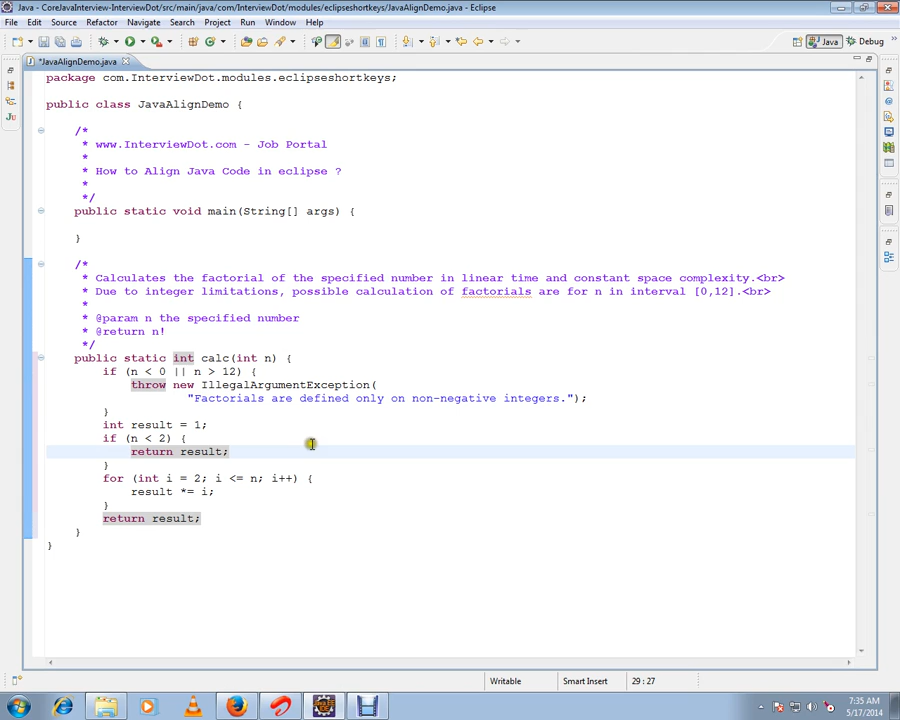 Java - CoreJavaInterview-InterviewDot/src/main/java/com/InterviewDot/modules/eclipseshortkeys/JavaAlignDemo.java - Eclipse
File Edit Source Refactor Navigate Search Project Run Window Help
Java Debug
*JavaAlignDemo.java
package com.InterviewDot.modules.eclipseshortkeys;
public class JavaAlignDemo {
/*
* www.InterviewDot.com - Job Portal
*
* How to Align Java Code in eclipse ?
*
*/
public static void main(String[] args) {
}
/*
* Calculates the factorial of the specified number in linear time and constant space complexity.<br>
* Due to integer limitations, possible calculation of factorials are for n in interval [0,12].<br>
*
* @param n the specified number
* @return n!
*/
public static int calc(int n) {
if (n < 0 || n > 12) {
throw new IllegalArgumentException(
"Factorials are defined only on non-negative integers.");
}
int result = 1;
if (n < 2) {
return result;
}
for (int i = 2; i <= n; i++) {
result *= i;
}
return result;
}
}
Writable Smart Insert 29 : 27
7:35 AM
5/17/2014